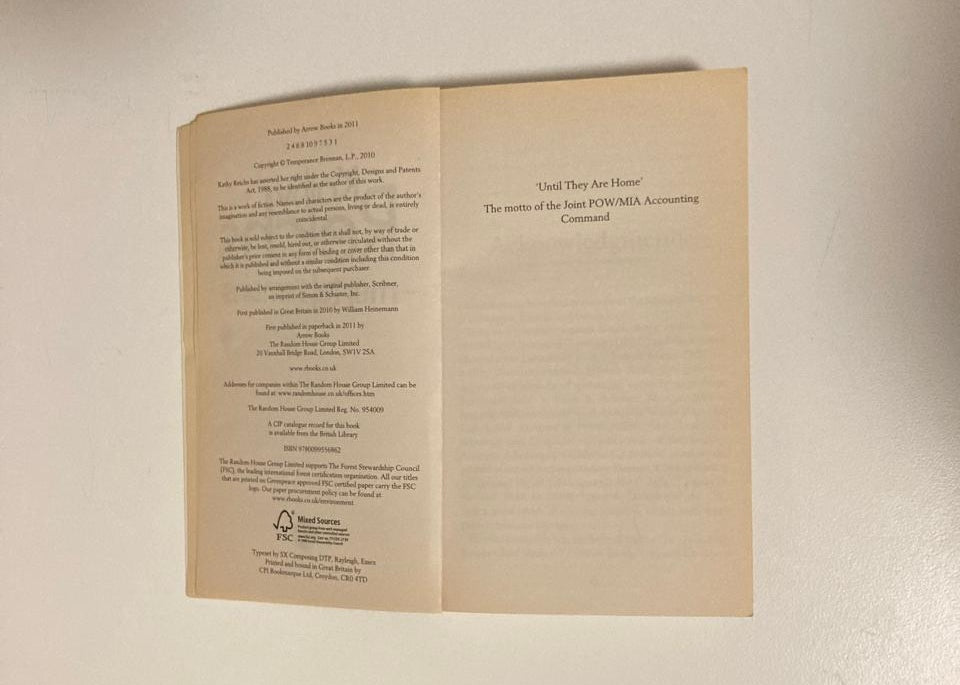 Published by Arrow Books in 2011
2 4 6 8 10 9 7 5 3 1
Copyright © Temperance Brennan, L.P., 2010
Kathy Reichs has asserted her right under the Copyright, Designs and Patents
Act, 1988, to be identified as the author of this work.
This is a work of fiction. Names and characters are the product of the author's
imagination and any resemblance to actual persons, living or dead, is entirely
coincidental.
This book is sold subject to the condition that it shall not, by way of trade or
otherwise, be lent, resold, hired out, or otherwise circulated without the
publisher's prior consent in any form of binding or cover other than that in
which it is published and without a similar condition including this condition
being imposed on the subsequent purchaser.
Published by arrangement with the original publisher, Scribner,
an imprint of Simon & Schuster, Inc.
First published in Great Britain in 2010 by William Heinemann
First published in paperback in 2011 by
Arrow Books
The Random House Group Limited
20 Vauxhall Bridge Road, London, SW1V 2SA
www.rbooks.co.uk
Addresses for companies within The Random House Group Limited can be
found at: www.randomhouse.co.uk/offices.htm
The Random House Group Limited Reg. No. 954009
A CIP catalogue record for this book
is available from the British Library
ISBN 9780099556862
The Random House Group Limited supports The Forest Stewardship Council
(FSC), the leading international forest certification organisation. All our titles
that are printed on Greenpeace approved FSC certified paper carry the FSC
logo. Our paper procurement policy can be found at
www.rbooks.co.uk/environment
FSC
Mixed Sources
Product group from well-managed
forests and other controlled sources
Typeset by SX Composing DTP, Rayleigh, Essex
Printed and bound in Great Britain by
CPI Bookmarque Ltd, Croydon, CR0 4TD
'Until They Are Home'
The motto of the Joint POW/MIA Accounting
Command